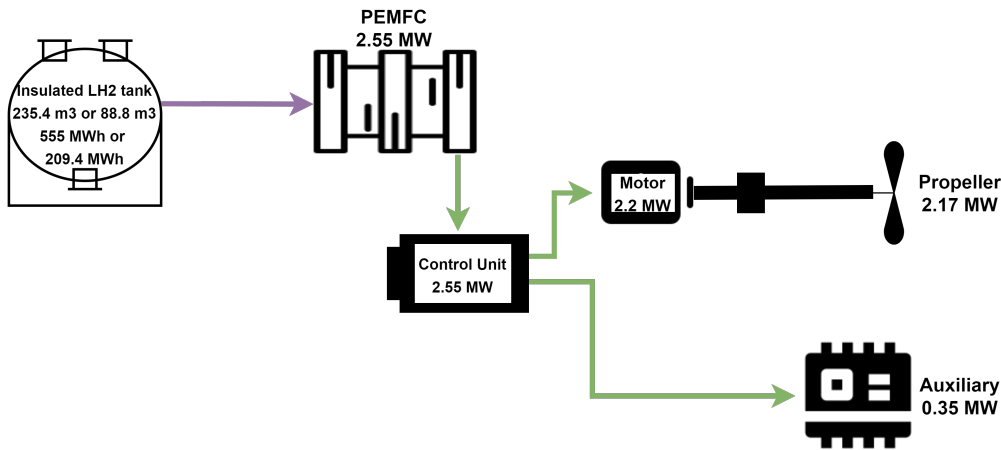 PEMFC
2.55 MW
Insulated LH2 tank
235.4 m3 or 88.8 m3
555 MWh or
209.4 MWh
Motor
2.2 MW
Propeller
2.17 MW
Control Unit
2.55 MW
Auxiliary
0.35 MW